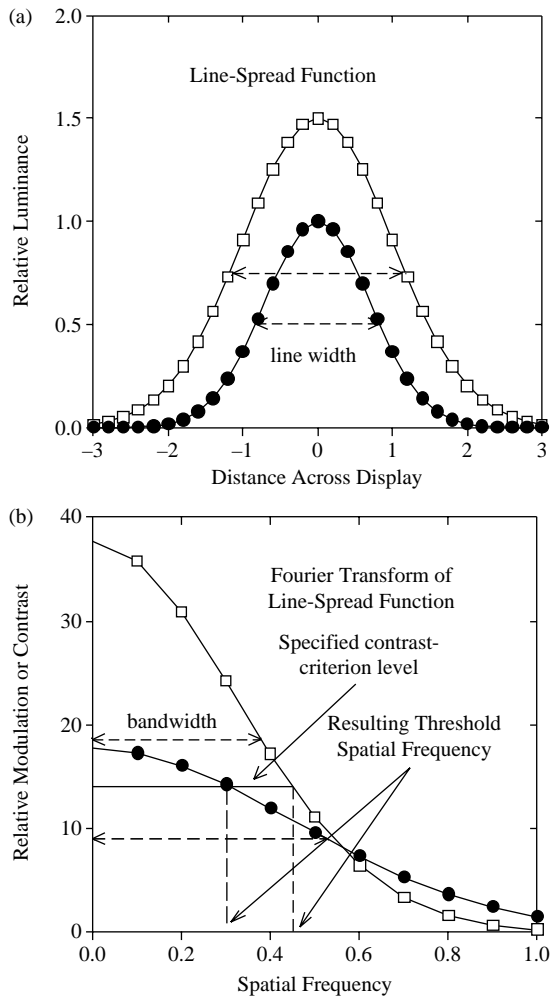 (a)
2.0
1.5
1.0
0.5
0.0
Relative Luminance
Line-Spread Function
line width
–3
–2
–1
0
1
2
3
Distance Across Display
(b)
40
30
20
10
0
Relative Modulation or Contrast
Fourier Transform of
Line-Spread Function
Specified contrast-
criterion level
bandwidth
Resulting Threshold
Spatial Frequency
0.0
0.2
0.4
0.6
0.8
1.0
Spatial Frequency